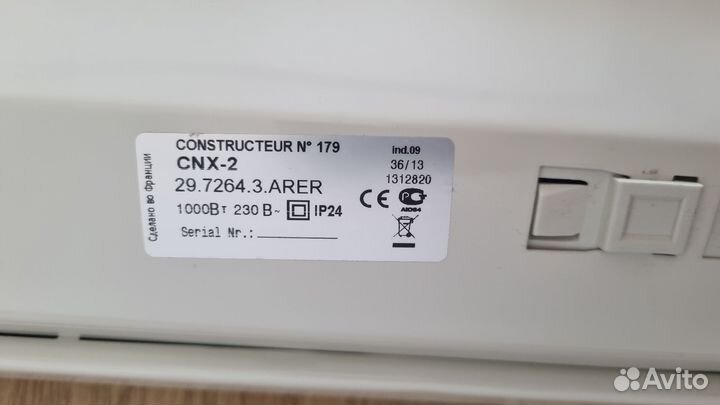 CONSTRUCTEUR N° 179
CNX-2
29.7264.3.ARER
1000Вт 230 В~ IP24
Serial Nr.:
ind.09
36/13
1312820
CE
Сделано во Франции
Avito